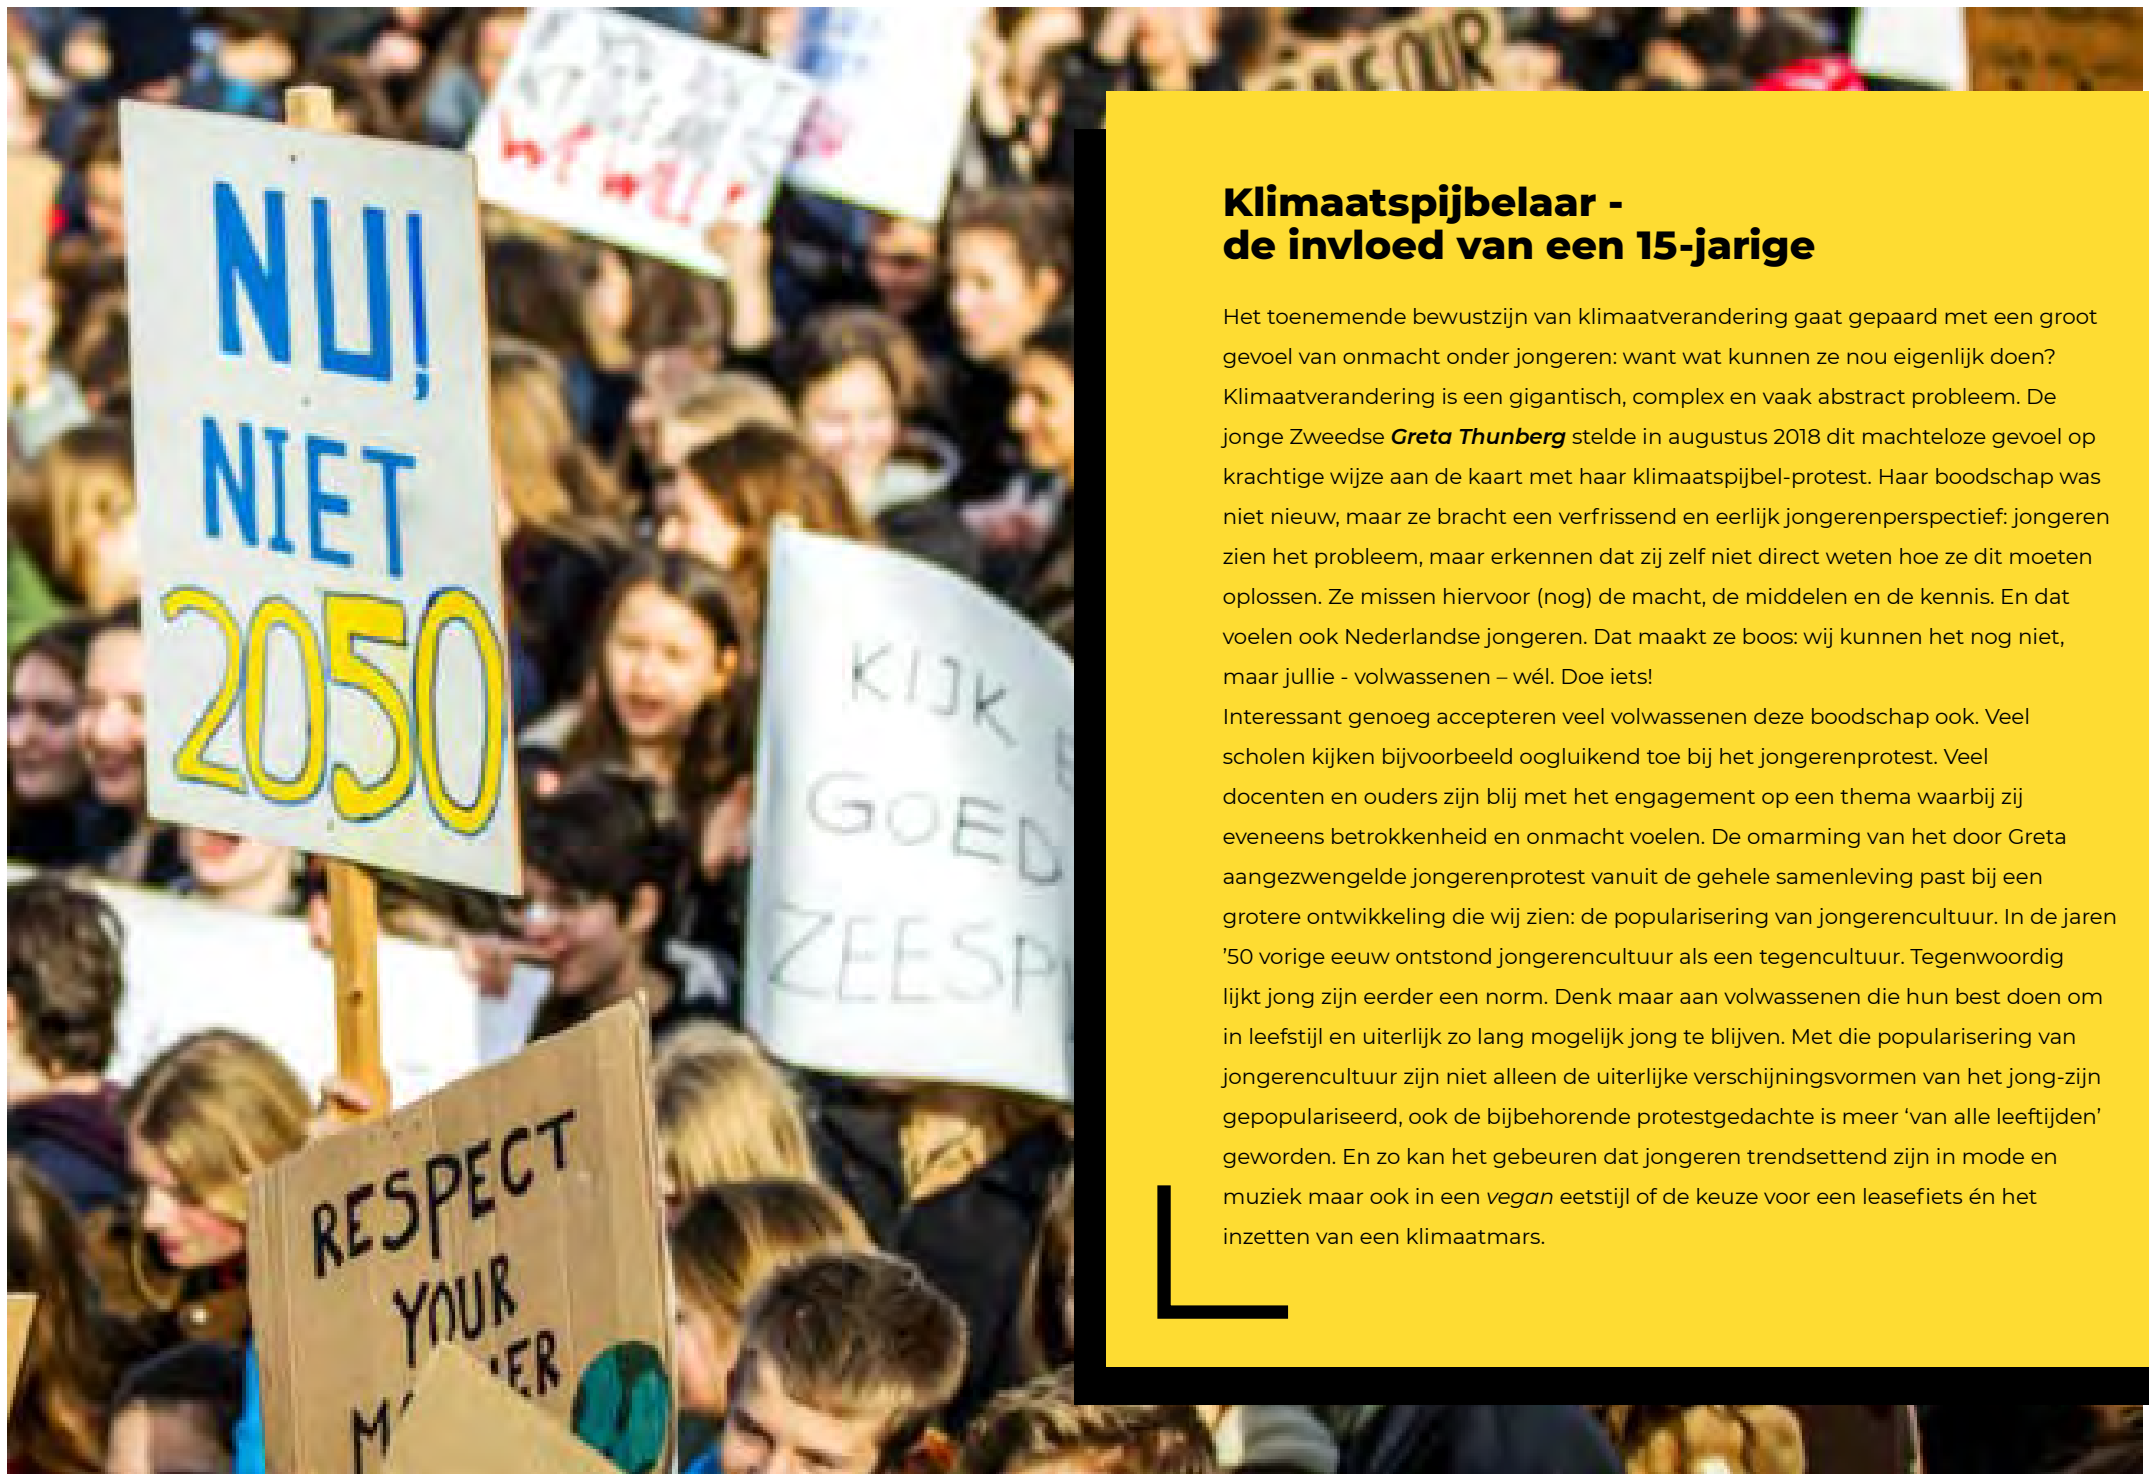 NU!
NIET
2050
WE WILL
KIJK
GOED
RESPECT
YOUR
OUR
Klimaatspijbelaar -
de invloed van een 15-jarige
Het toenemende bewustzijn van klimaatverandering gaat gepaard met een groot
gevoel van onmacht onder jongeren: want wat kunnen ze nou eigenlijk doen?
Klimaatverandering is een gigantisch, complex en vaak abstract probleem. De
jonge Zweedse Greta Thunberg stelde in augustus 2018 dit machteloze gevoel op
krachtige wijze aan de kaart met haar klimaatspijbel-protest. Haar boodschap was
niet nieuw, maar ze bracht een verfrissend en eerlijk jongerenperspectief: jongeren
zien het probleem, maar erkennen dat zij zelf niet direct weten hoe ze dit moeten
oplossen. Ze missen hiervoor (nog) de macht, de middelen en de kennis. En dat
voelen ook Nederlandse jongeren. Dat maakt ze boos: wij kunnen het nog niet,
maar jullie - volwassenen – wél. Doe iets!
Interessant genoeg accepteren veel volwassenen deze boodschap ook. Veel
scholen kijken bijvoorbeeld oogluikend toe bij het jongerenprotest. Veel
docenten en ouders zijn blij met het engagement op een thema waarbij zij
eveneens betrokkenheid en onmacht voelen. De omarming van het door Greta
aangezwengelde jongerenprotest vanuit de gehele samenleving past bij een
grotere ontwikkeling die wij zien: de popularisering van jongerencultuur. In de jaren
’50 vorige eeuw ontstond jongerencultuur als een tegencultuur. Tegenwoordig
lijkt jong zijn eerder een norm. Denk maar aan volwassenen die hun best doen om
in leefstijl en uiterlijk zo lang mogelijk jong te blijven. Met die popularisering van
jongerencultuur zijn niet alleen de uiterlijke verschijningsvormen van het jong-zijn
gepopulariseerd, ook de bijbehorende protestgedachte is meer ‘van alle leeftijden’
geworden. En zo kan het gebeuren dat jongeren trendsettend zijn in mode en
muziek maar ook in een vegan eetstijl of de keuze voor een leasefiets én het
inzetten van een klimaatmars.